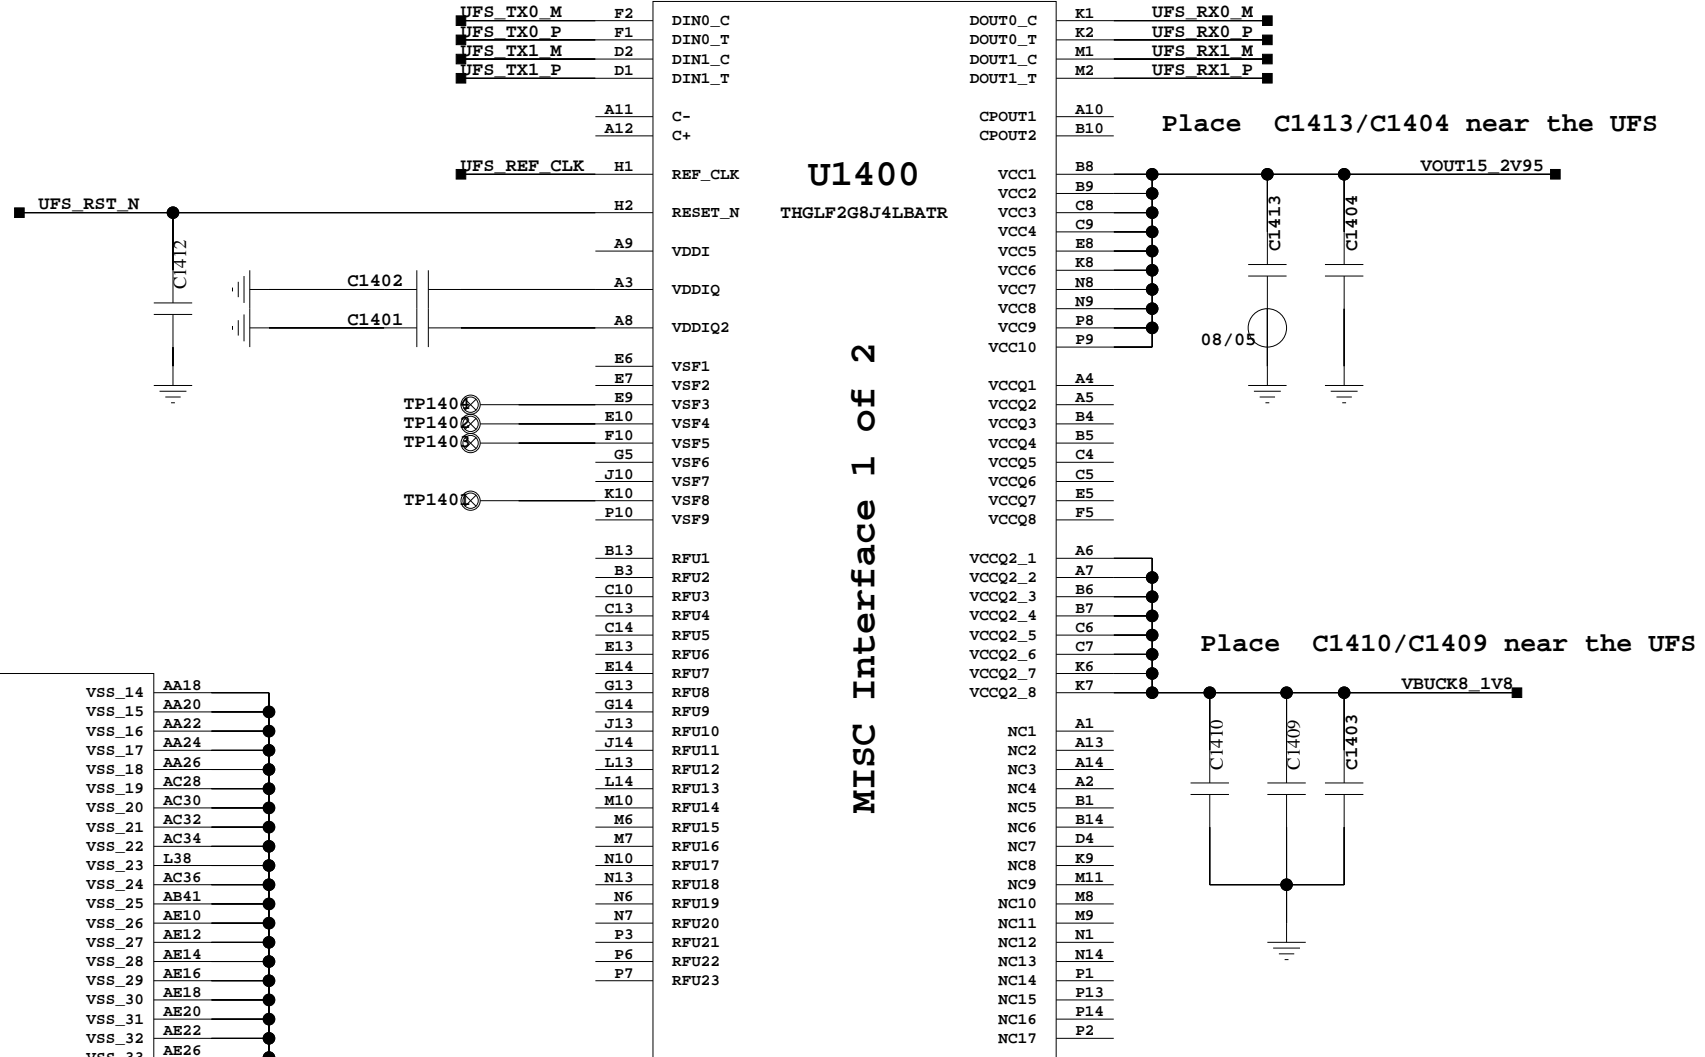 UFS_TX0_M F2 DIN0_C DOUT0_C K1 UFS_RX0_M
UFS_TX0_P F1 DIN0_T DOUT0_T K2 UFS_RX0_P
UFS_TX1_M D2 DIN1_C DOUT1_C M1 UFS_RX1_M
UFS_TX1_P D1 DIN1_T DOUT1_T M2 UFS_RX1_P
A11 C- CPOUT1 A10
A12 C+ CPOUT2 B10
Place C1413/C1404 near the UFS
UFS_REF_CLK H1 REF_CLK U1400 VCC1 B8 VOUT15_2V95
VCC2 B9
UFS_RST_N H2 RESET_N THGLF2G8J4LBATR VCC3 C8
C1413 C1404
VCC4 C9
C1412
A9 VDDI VCC5 E8
VCC6 K8
C1402 A3 VDDIQ VCC7 N8
VCC8 N9
C1401 A8 VDDIQ2 VCC9 P8
08/05
VCC10 P9
E6 VSF1
E7 VSF2 VCCQ1 A4
TP1404 E9 VSF3 VCCQ2 A5
TP1402 E10 VSF4 VCCQ3 B4
TP1403 F10 VSF5 VCCQ4 B5
G5 VSF6 VCCQ5 C4
J10 VSF7 VCCQ6 C5
TP1401 K10 VSF8 VCCQ7 E5
P10 VSF9 VCCQ8 F5
MISC Interface 1 of 2
B13 RFU1 VCCQ2_1 A6
B3 RFU2 VCCQ2_2 A7
C10 RFU3 VCCQ2_3 B6
C13 RFU4 VCCQ2_4 B7
C14 RFU5 VCCQ2_5 C6
Place C1410/C1409 near the UFS
E13 RFU6 VCCQ2_6 C7
E14 RFU7 VCCQ2_7 K6
VSS_14 AA18 G13 RFU8 VCCQ2_8 K7 VBUCK8_1V8
VSS_15 AA20 G14 RFU9
VSS_16 AA22 J13 RFU10 NC1 A1
C1410 C1409 C1403
VSS_17 AA24 J14 RFU11 NC2 A13
VSS_18 AA26 L13 RFU12 NC3 A14
VSS_19 AC28 L14 RFU13 NC4 A2
VSS_20 AC30 M10 RFU14 NC5 B1
VSS_21 AC32 M6 RFU15 NC6 B14
VSS_22 AC34 M7 RFU16 NC7 D4
VSS_23 L38 N10 RFU17 NC8 K9
VSS_24 AC36 N13 RFU18 NC9 M11
VSS_25 AB41 N6 RFU19 NC10 M8
VSS_26 AE10 N7 RFU20 NC11 M9
VSS_27 AE12 P3 RFU21 NC12 N1
VSS_28 AE14 P6 RFU22 NC13 N14
VSS_29 AE16 P7 RFU23 NC14 P1
VSS_30 AE18 NC15 P13
VSS_31 AE20 NC16 P14
VSS_32 AE22 NC17 P2
VSS_33 AE26